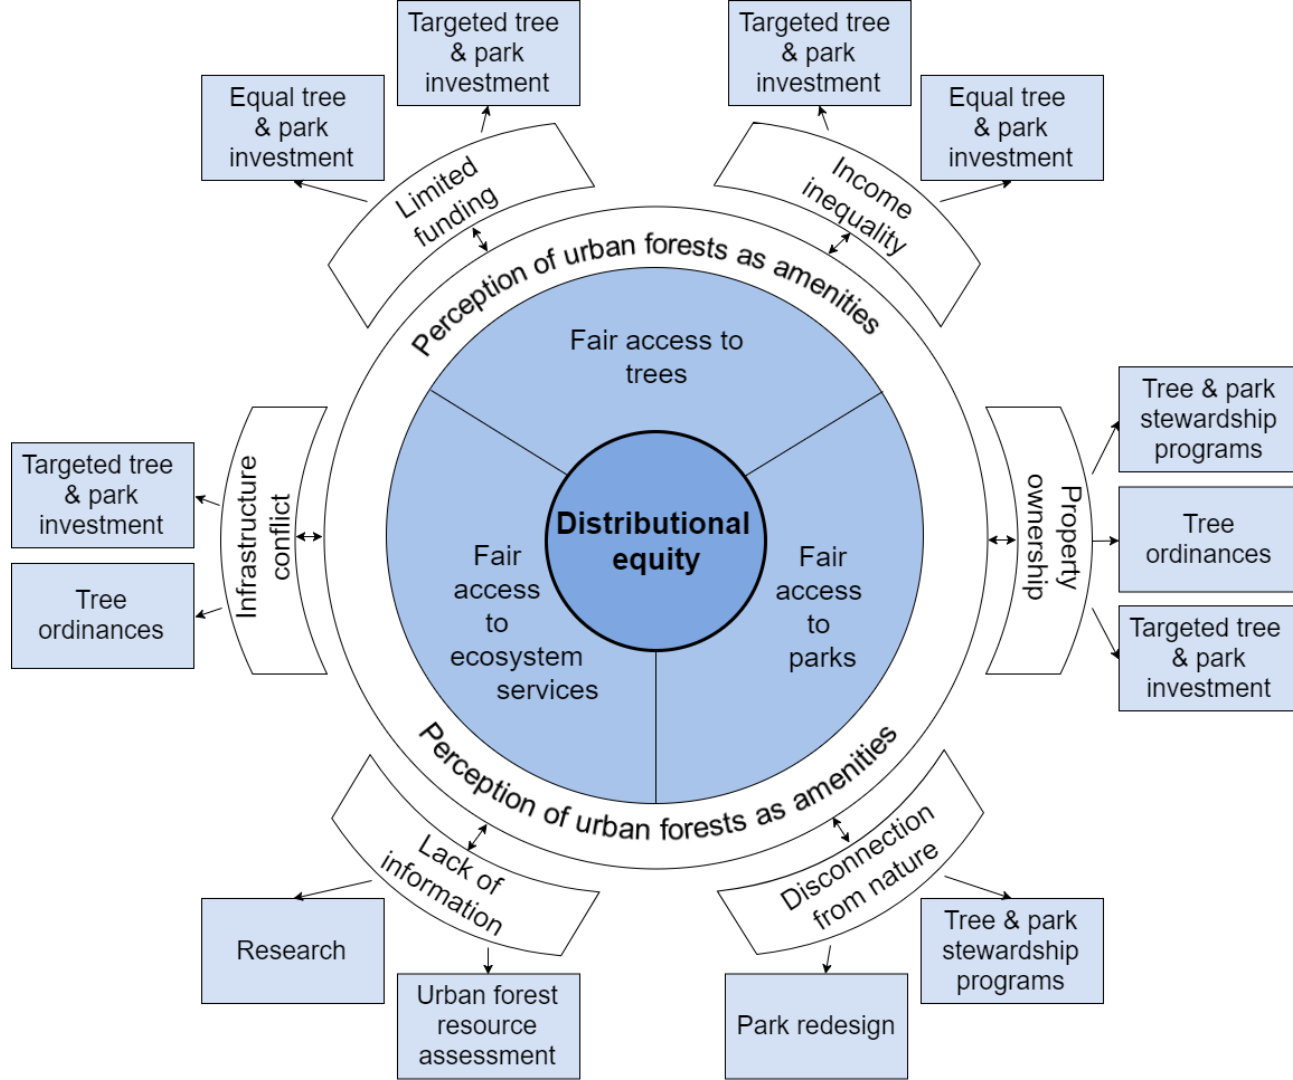 Targeted tree
& park
investment
Targeted tree
& park
investment
Equal tree
& park
investment
Equal tree
& park
investment
Limited
funding
Income
inequality
Perception of urban forests as amenities
Fair access to
trees
Tree & park
stewardship
programs
Targeted tree
& park
investment
Infrastructure
conflict
Property
ownership
Tree
ordinances
Distributional
equity
Fair
access
to
ecosystem
services
Fair
access
to
parks
Tree
ordinances
Targeted tree
& park
investment
Perception of urban forests as amenities
Lack of
information
Disconnection
from nature
Research
Tree & park
stewardship
programs
Urban forest
resource
assessment
Park redesign